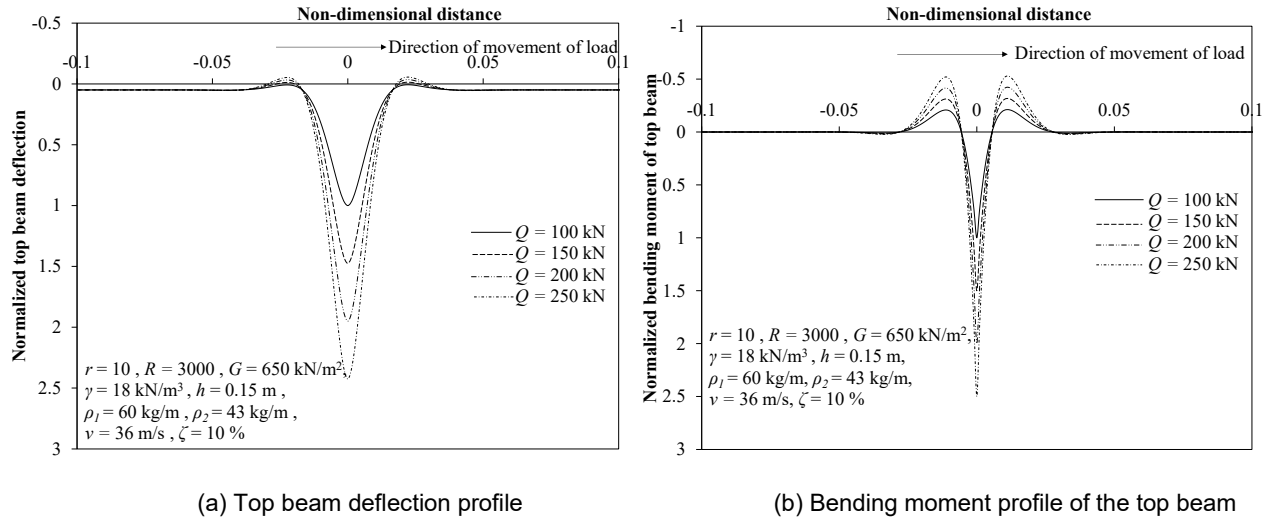 Non-dimensional distance
-0.5
Direction of movement of load
-0.1
-0.05
0
0.05
0.1
0
0.5
1
1.5
2
2.5
3
Normalized top beam deflection
Q = 100 kN
Q = 150 kN
Q = 200 kN
Q = 250 kN
r = 10 , R = 3000 , G = 650 kN/m²,
γ = 18 kN/m³ , h = 0.15 m ,
ρ₁ = 60 kg/m , ρ₂ = 43 kg/m ,
v = 36 m/s , ζ = 10 %
(a) Top beam deflection profile
Non-dimensional distance
-1
Direction of movement of load
-0.5
-0.1
-0.05
0
0.05
0.1
0
0.5
1
1.5
2
2.5
3
Normalized bending moment of top beam
Q = 100 kN
Q = 150 kN
Q = 200 kN
Q = 250 kN
r = 10 , R = 3000 , G = 650 kN/m²,
γ = 18 kN/m³ , h = 0.15 m,
ρ₁ = 60 kg/m, ρ₂ = 43 kg/m,
v = 36 m/s, ζ = 10 %
(b) Bending moment profile of the top beam